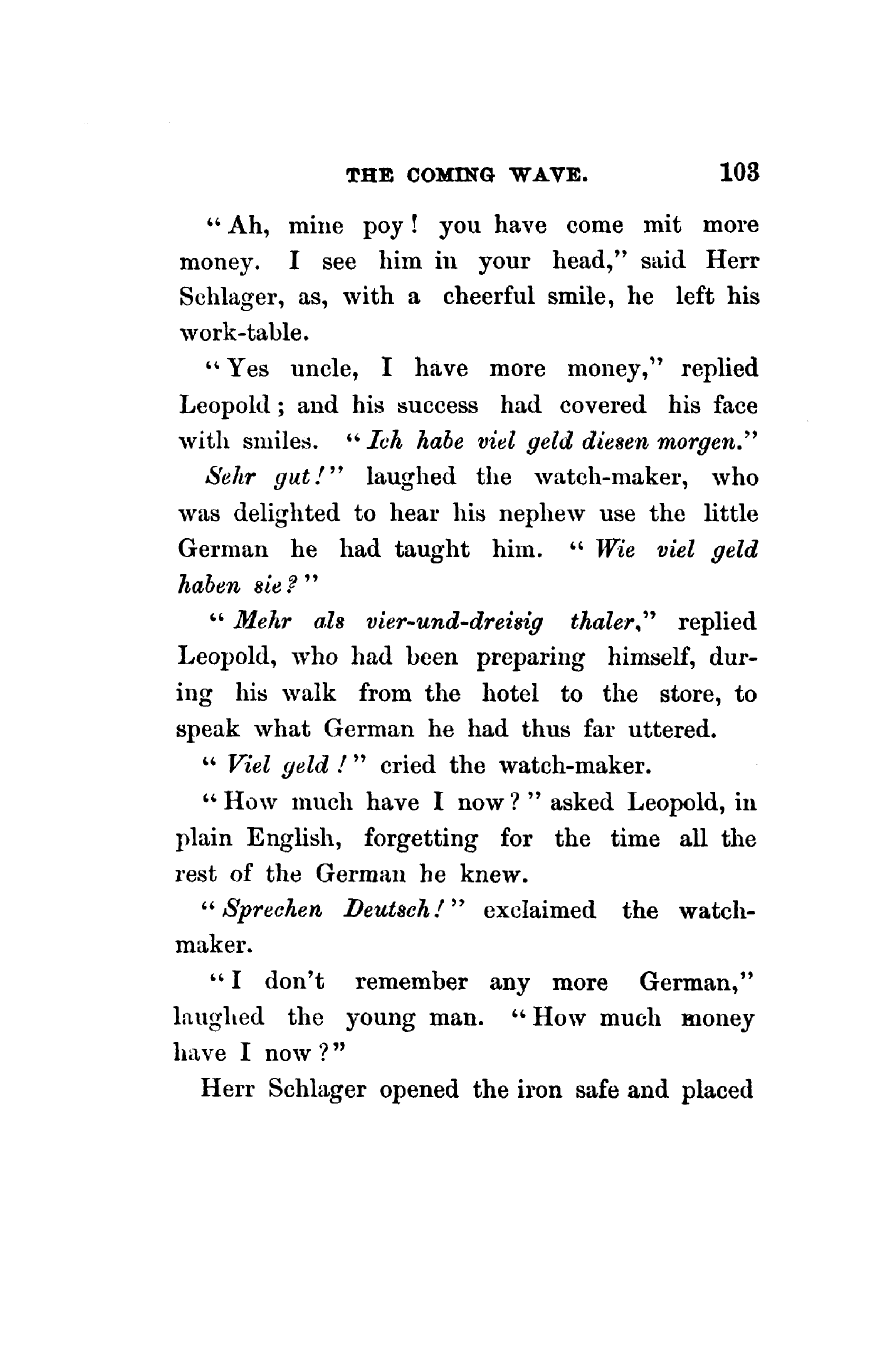 THE COMING WAVE. 103
“Ah, mine poy! you have come mit more
money. I see him in your head,” said Herr
Schlager, as, with a cheerful smile, he left his
work-table.
“Yes uncle, I have more money,” replied
Leopold; and his success had covered his face
with smiles. “Ich habe viel geld diesen morgen.”
Sehr gut!” laughed the watch-maker, who
was delighted to hear his nephew use the little
German he had taught him. “Wie viel geld
haben sie?”
“Mehr als vier-und-dreisig thaler,” replied
Leopold, who had been preparing himself, dur-
ing his walk from the hotel to the store, to
speak what German he had thus far uttered.
“Viel geld!” cried the watch-maker.
“How much have I now?” asked Leopold, in
plain English, forgetting for the time all the
rest of the German he knew.
“Sprechen Deutsch!” exclaimed the watch-
maker.
“I don't remember any more German,”
laughed the young man. “How much money
have I now?”
Herr Schlager opened the iron safe and placed